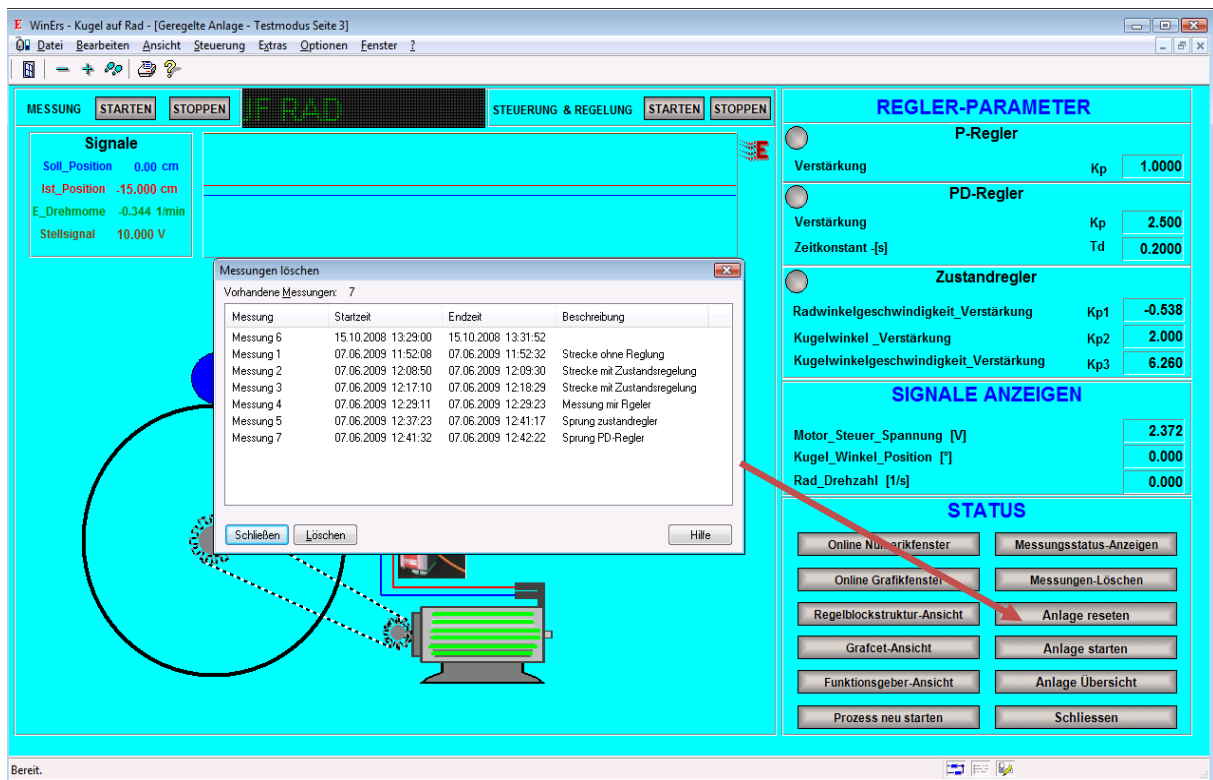 E WinErs - Kugel auf Rad - [Geregelte Anlage - Testmodus Seite 3]
Datei Bearbeiten Ansicht Steuerung Extras Optionen Fenster ?
MESSUNG STARTEN STOPPEN UF RAD STEUERUNG & REGELUNG STARTEN STOPPEN
Signale
Soll_Position 0.00 cm
Ist_Position -15.000 cm
E_Drehmome -0.344 1/min
Stellsignal 10.000 V
E
Messungen löschen
Vorhandene Messungen: 7
Messung Startzeit Endzeit Beschreibung
Messung 6 15.10.2008 13:29:00 15.10.2008 13:31:52
Messung 1 07.06.2009 11:52:08 07.06.2009 11:52:32 Strecke ohne Reglung
Messung 2 07.06.2009 12:08:50 07.06.2009 12:09:30 Strecke mit Zustandsregelung
Messung 3 07.06.2009 12:17:10 07.06.2009 12:18:29 Strecke mit Zustandsregelung
Messung 4 07.06.2009 12:29:11 07.06.2009 12:29:23 Messung mir Rgeler
Messung 5 07.06.2009 12:37:23 07.06.2009 12:41:17 Sprung zustandregler
Messung 7 07.06.2009 12:41:32 07.06.2009 12:42:22 Sprung PD-Regler
Schließen Löschen Hilfe
REGLER-PARAMETER
P-Regler
Verstärkung Kp 1.0000
PD-Regler
Verstärkung Kp 2.500
Zeitkonstant -[s] Td 0.2000
Zustandregler
Radwinkelgeschwindigkeit_Verstärkung Kp1 -0.538
Kugelwinkel _Verstärkung Kp2 2.000
Kugelwinkelgeschwindigkeit_Verstärkung Kp3 6.260
SIGNALE ANZEIGEN
Motor_Steuer_Spannung [V] 2.372
Kugel_Winkel_Position [°] 0.000
Rad_Drehzahl [1/s] 0.000
STATUS
Online Numerikfenster Messungsstatus-Anzeigen
Online Grafikfenster Messungen-Löschen
Regelblockstruktur-Ansicht Anlage reseten
Grafcet-Ansicht Anlage starten
Funktionsgeber-Ansicht Anlage Übersicht
Prozess neu starten Schliessen
Bereit.